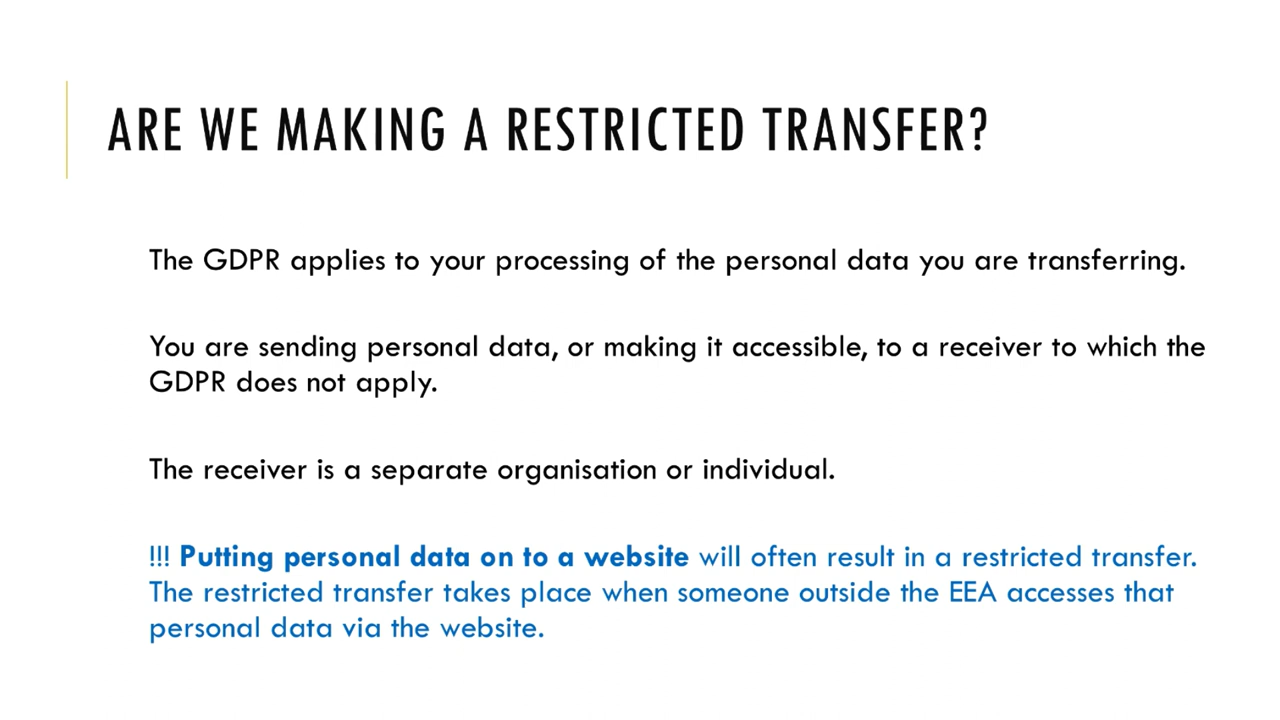 ARE WE MAKING A RESTRICTED TRANSFER?
The GDPR applies to your processing of the personal data you are transferring.
You are sending personal data, or making it accessible, to a receiver to which the
GDPR does not apply.
The receiver is a separate organisation or individual.
!!! Putting personal data on to a website will often result in a restricted transfer.
The restricted transfer takes place when someone outside the EEA accesses that
personal data via the website.